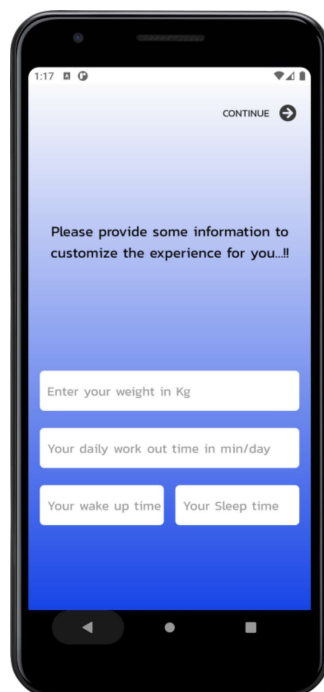 1:17
CONTINUE
Please provide some information to
customize the experience for you...!!
Enter your weight in Kg
Your daily work out time in min/day
Your wake up time
Your Sleep time